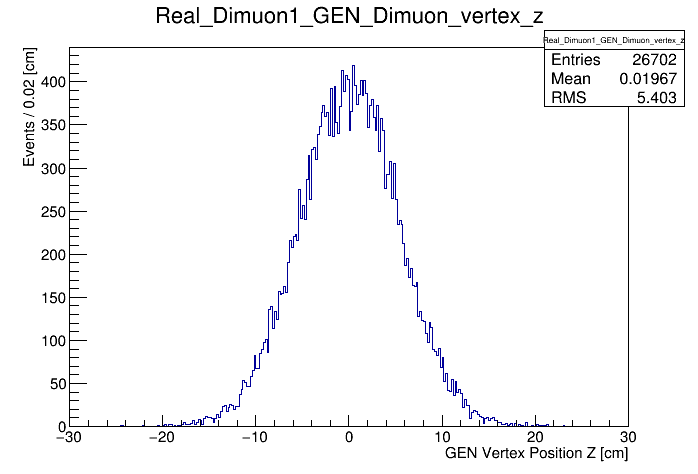 Real_Dimuon1_GEN_Dimuon_vertex_z
Real_Dimuon1_GEN_Dimuon_vertex_z
Entries 26702
Mean 0.01967
RMS 5.403
Events / 0.02 [cm]
400
350
300
250
200
150
100
50
0
−30 −20 −10 0 10 20 30
GEN Vertex Position Z [cm]